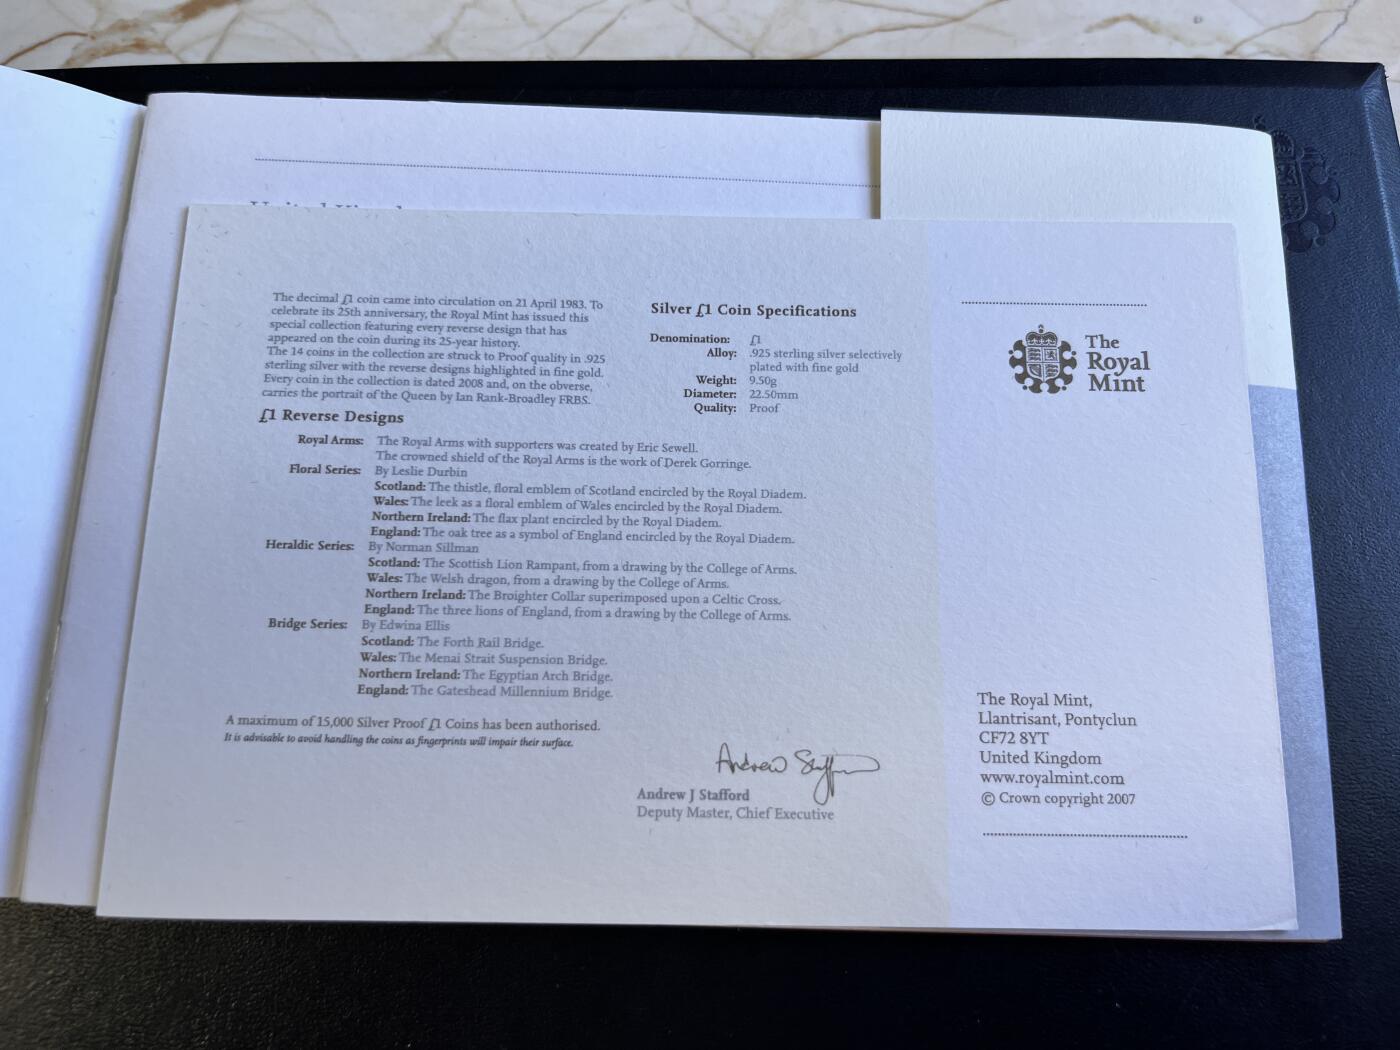 The decimal £1 coin came into circulation on 21 April 1983. To
celebrate its 25th anniversary, the Royal Mint has issued this
special collection featuring every reverse design that has
appeared on the coin during its 25-year history.
The 14 coins in the collection are struck to Proof quality in .925
sterling silver with the reverse designs highlighted in fine gold.
Every coin in the collection is dated 2008 and, on the obverse,
carries the portrait of the Queen by Ian Rank-Broadley FRBS.
£1 Reverse Designs
Royal Arms: The Royal Arms with supporters was created by Eric Sewell.
The crowned shield of the Royal Arms is the work of Derek Gorringe.
Floral Series: By Leslie Durbin
Scotland: The thistle, floral emblem of Scotland encircled by the Royal Diadem.
Wales: The leek as a floral emblem of Wales encircled by the Royal Diadem.
Northern Ireland: The flax plant encircled by the Royal Diadem.
England: The oak tree as a symbol of England encircled by the Royal Diadem.
Heraldic Series: By Norman Sillman
Scotland: The Scottish Lion Rampant, from a drawing by the College of Arms.
Wales: The Welsh dragon, from a drawing by the College of Arms.
Northern Ireland: The Broighter Collar superimposed upon a Celtic Cross.
England: The three lions of England, from a drawing by the College of Arms.
Bridge Series: By Edwina Ellis
Scotland: The Forth Rail Bridge.
Wales: The Menai Strait Suspension Bridge.
Northern Ireland: The Egyptian Arch Bridge.
England: The Gateshead Millennium Bridge.
A maximum of 15,000 Silver Proof £1 Coins has been authorised.
It is advisable to avoid handling the coins as fingerprints will impair their surface.
Silver £1 Coin Specifications
Denomination: £1
Alloy: .925 sterling silver selectively
plated with fine gold
Weight: 9.50g
Diameter: 22.50mm
Quality: Proof
Andrew Stafford
Andrew J Stafford
Deputy Master, Chief Executive
The
Royal
Mint
The Royal Mint,
Llantrisant, Pontyclun
CF72 8YT
United Kingdom
www.royalmint.com
© Crown copyright 2007